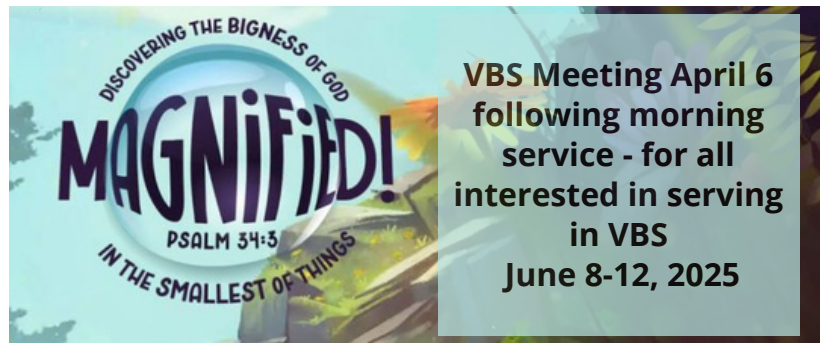 DISCOVERING THE BIGNESS OF GOD
MAGNiFiED!
PSALM 34:3
IN THE SMALLEST OF THINGS
VBS Meeting April 6
following morning
service - for all
interested in serving
in VBS
June 8-12, 2025